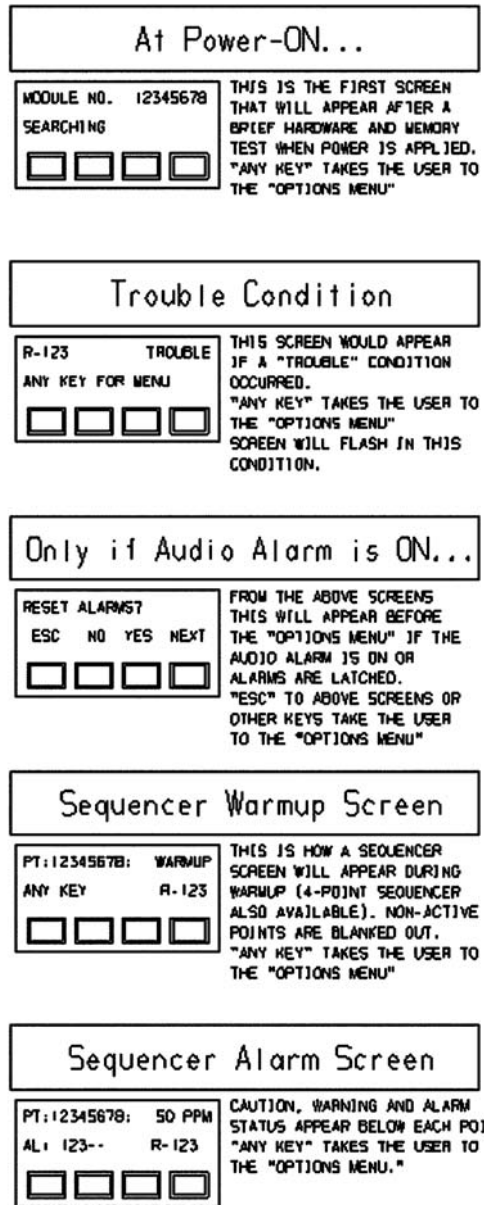 At Power-ON...
MODULE NO. 12345678
SEARCHING
THIS IS THE FIRST SCREEN
THAT WILL APPEAR AFTER A
BRIEF HARDWARE AND MEMORY
TEST WHEN POWER IS APPLIED.
"ANY KEY" TAKES THE USER TO
THE "OPTIONS MENU"
Trouble Condition
R-123 TROUBLE
ANY KEY FOR MENU
THIS SCREEN WOULD APPEAR
IF A "TROUBLE" CONDITION
OCCURRED.
"ANY KEY" TAKES THE USER TO
THE "OPTIONS MENU"
SCREEN WILL FLASH IN THIS
CONDITION.
Only if Audio Alarm is ON...
RESET ALARMS?
ESC NO YES NEXT
FROM THE ABOVE SCREENS
THIS WILL APPEAR BEFORE
THE "OPTIONS MENU" IF THE
AUDIO ALARM IS ON OR
ALARMS ARE LATCHED.
"ESC" TO ABOVE SCREENS OR
OTHER KEYS TAKE THE USER
TO THE "OPTIONS MENU"
Sequencer Warmup Screen
PT:12345678: WARMUP
ANY KEY R-123
THIS IS HOW A SEQUENCER
SCREEN WILL APPEAR DURING
WARMUP (4-POINT SEQUENCER
ALSO AVAILABLE). NON-ACTIVE
POINTS ARE BLANKED OUT.
"ANY KEY" TAKES THE USER TO
THE "OPTIONS MENU"
Sequencer Alarm Screen
PT:12345678: 50 PPM
AL: 123-- R-123
CAUTION, WARNING AND ALARM
STATUS APPEAR BELOW EACH POI
"ANY KEY" TAKES THE USER TO
THE "OPTIONS MENU."